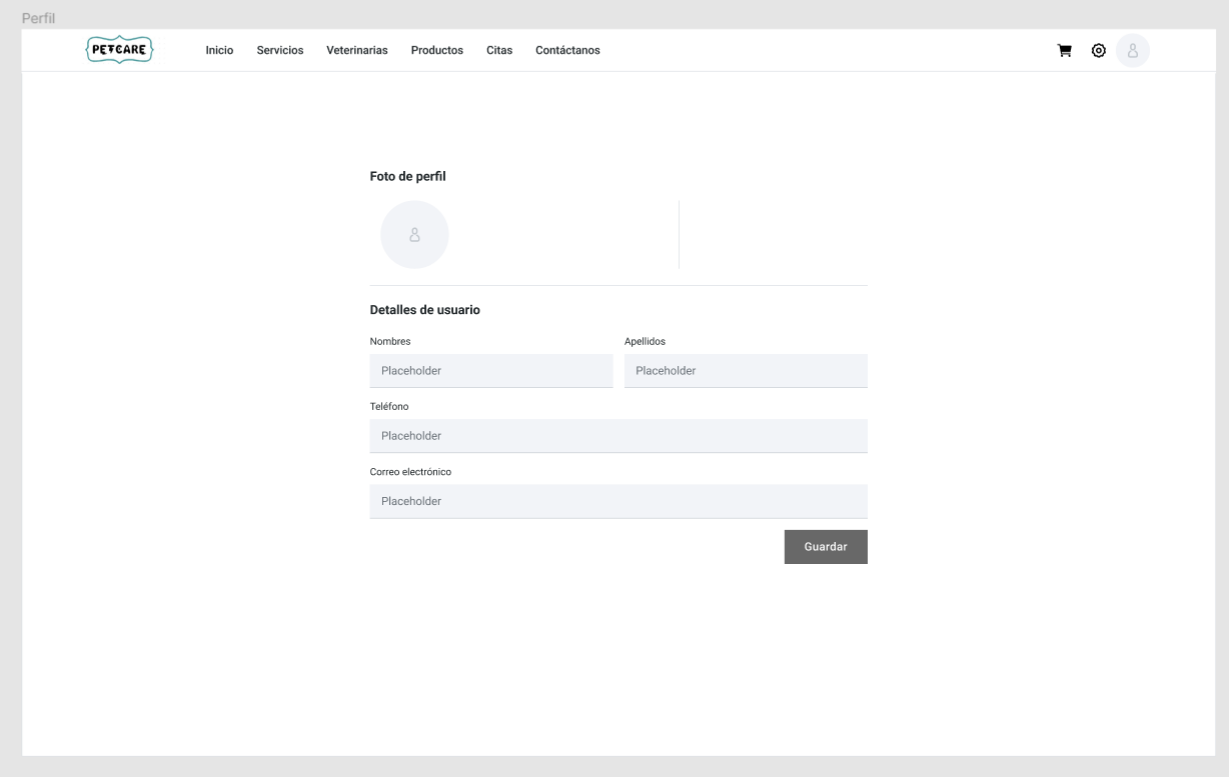 Perfil
PETCARE
Inicio Servicios Veterinarias Productos Citas Contáctanos
Foto de perfil
Detalles de usuario
Nombres Apellidos
Placeholder Placeholder
Teléfono
Placeholder
Correo electrónico
Placeholder
Guardar